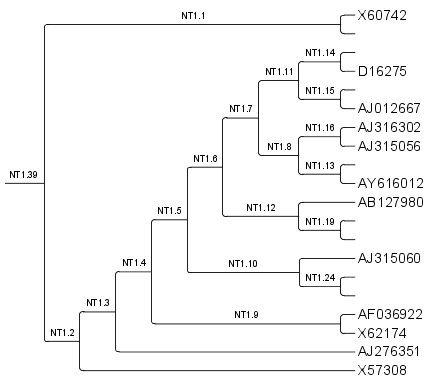 NT1.1
X60742
NT1.14
NT1.11
D16275
NT1.15
NT1.7
AJ012667
NT1.16
AJ316302
NT1.8
AJ315056
NT1.6
NT1.13
NT1.39
AY616012
NT1.12
AB127980
NT1.5
NT1.19
NT1.4
NT1.10
AJ315060
NT1.24
NT1.3
NT1.9
AF036922
NT1.2
X62174
AJ276351
X57308